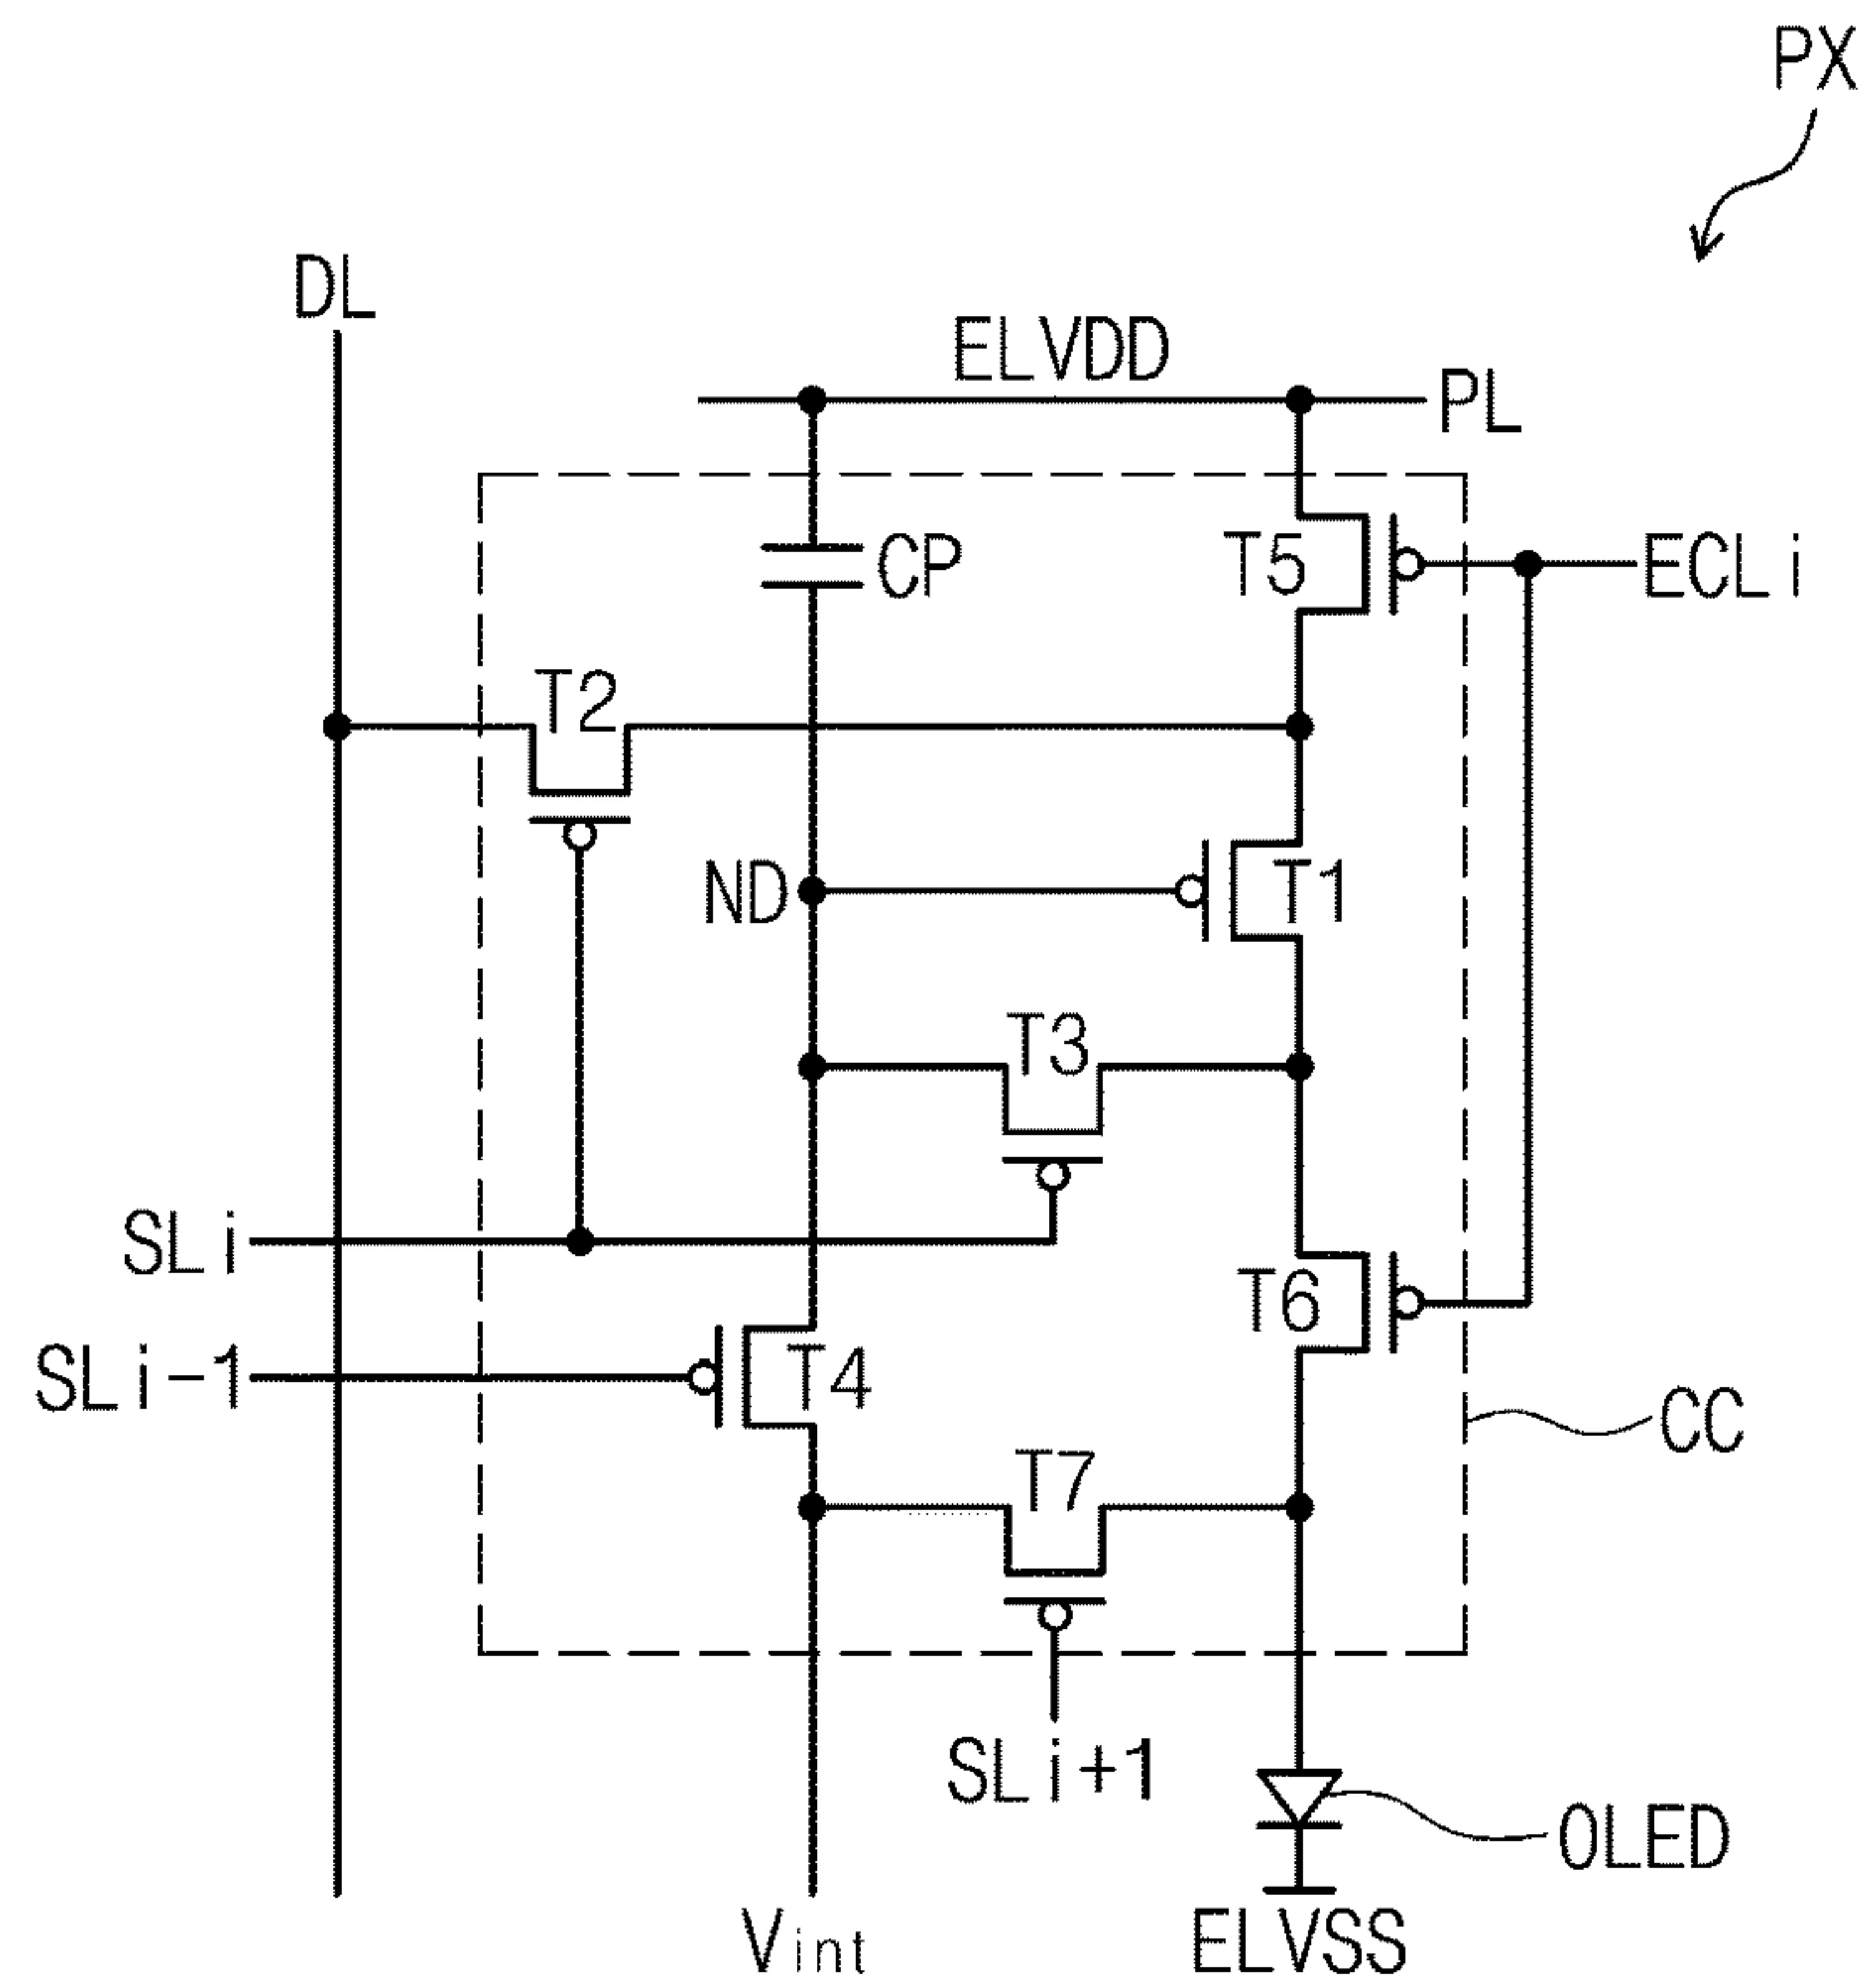 PX
DL
ELVDD
PL
CP
T5
ECLi
T2
ND
T1
T3
SLi
T6
SLi-1
T4
CC
T7
SLi+1
OLED
Vint
ELVSS